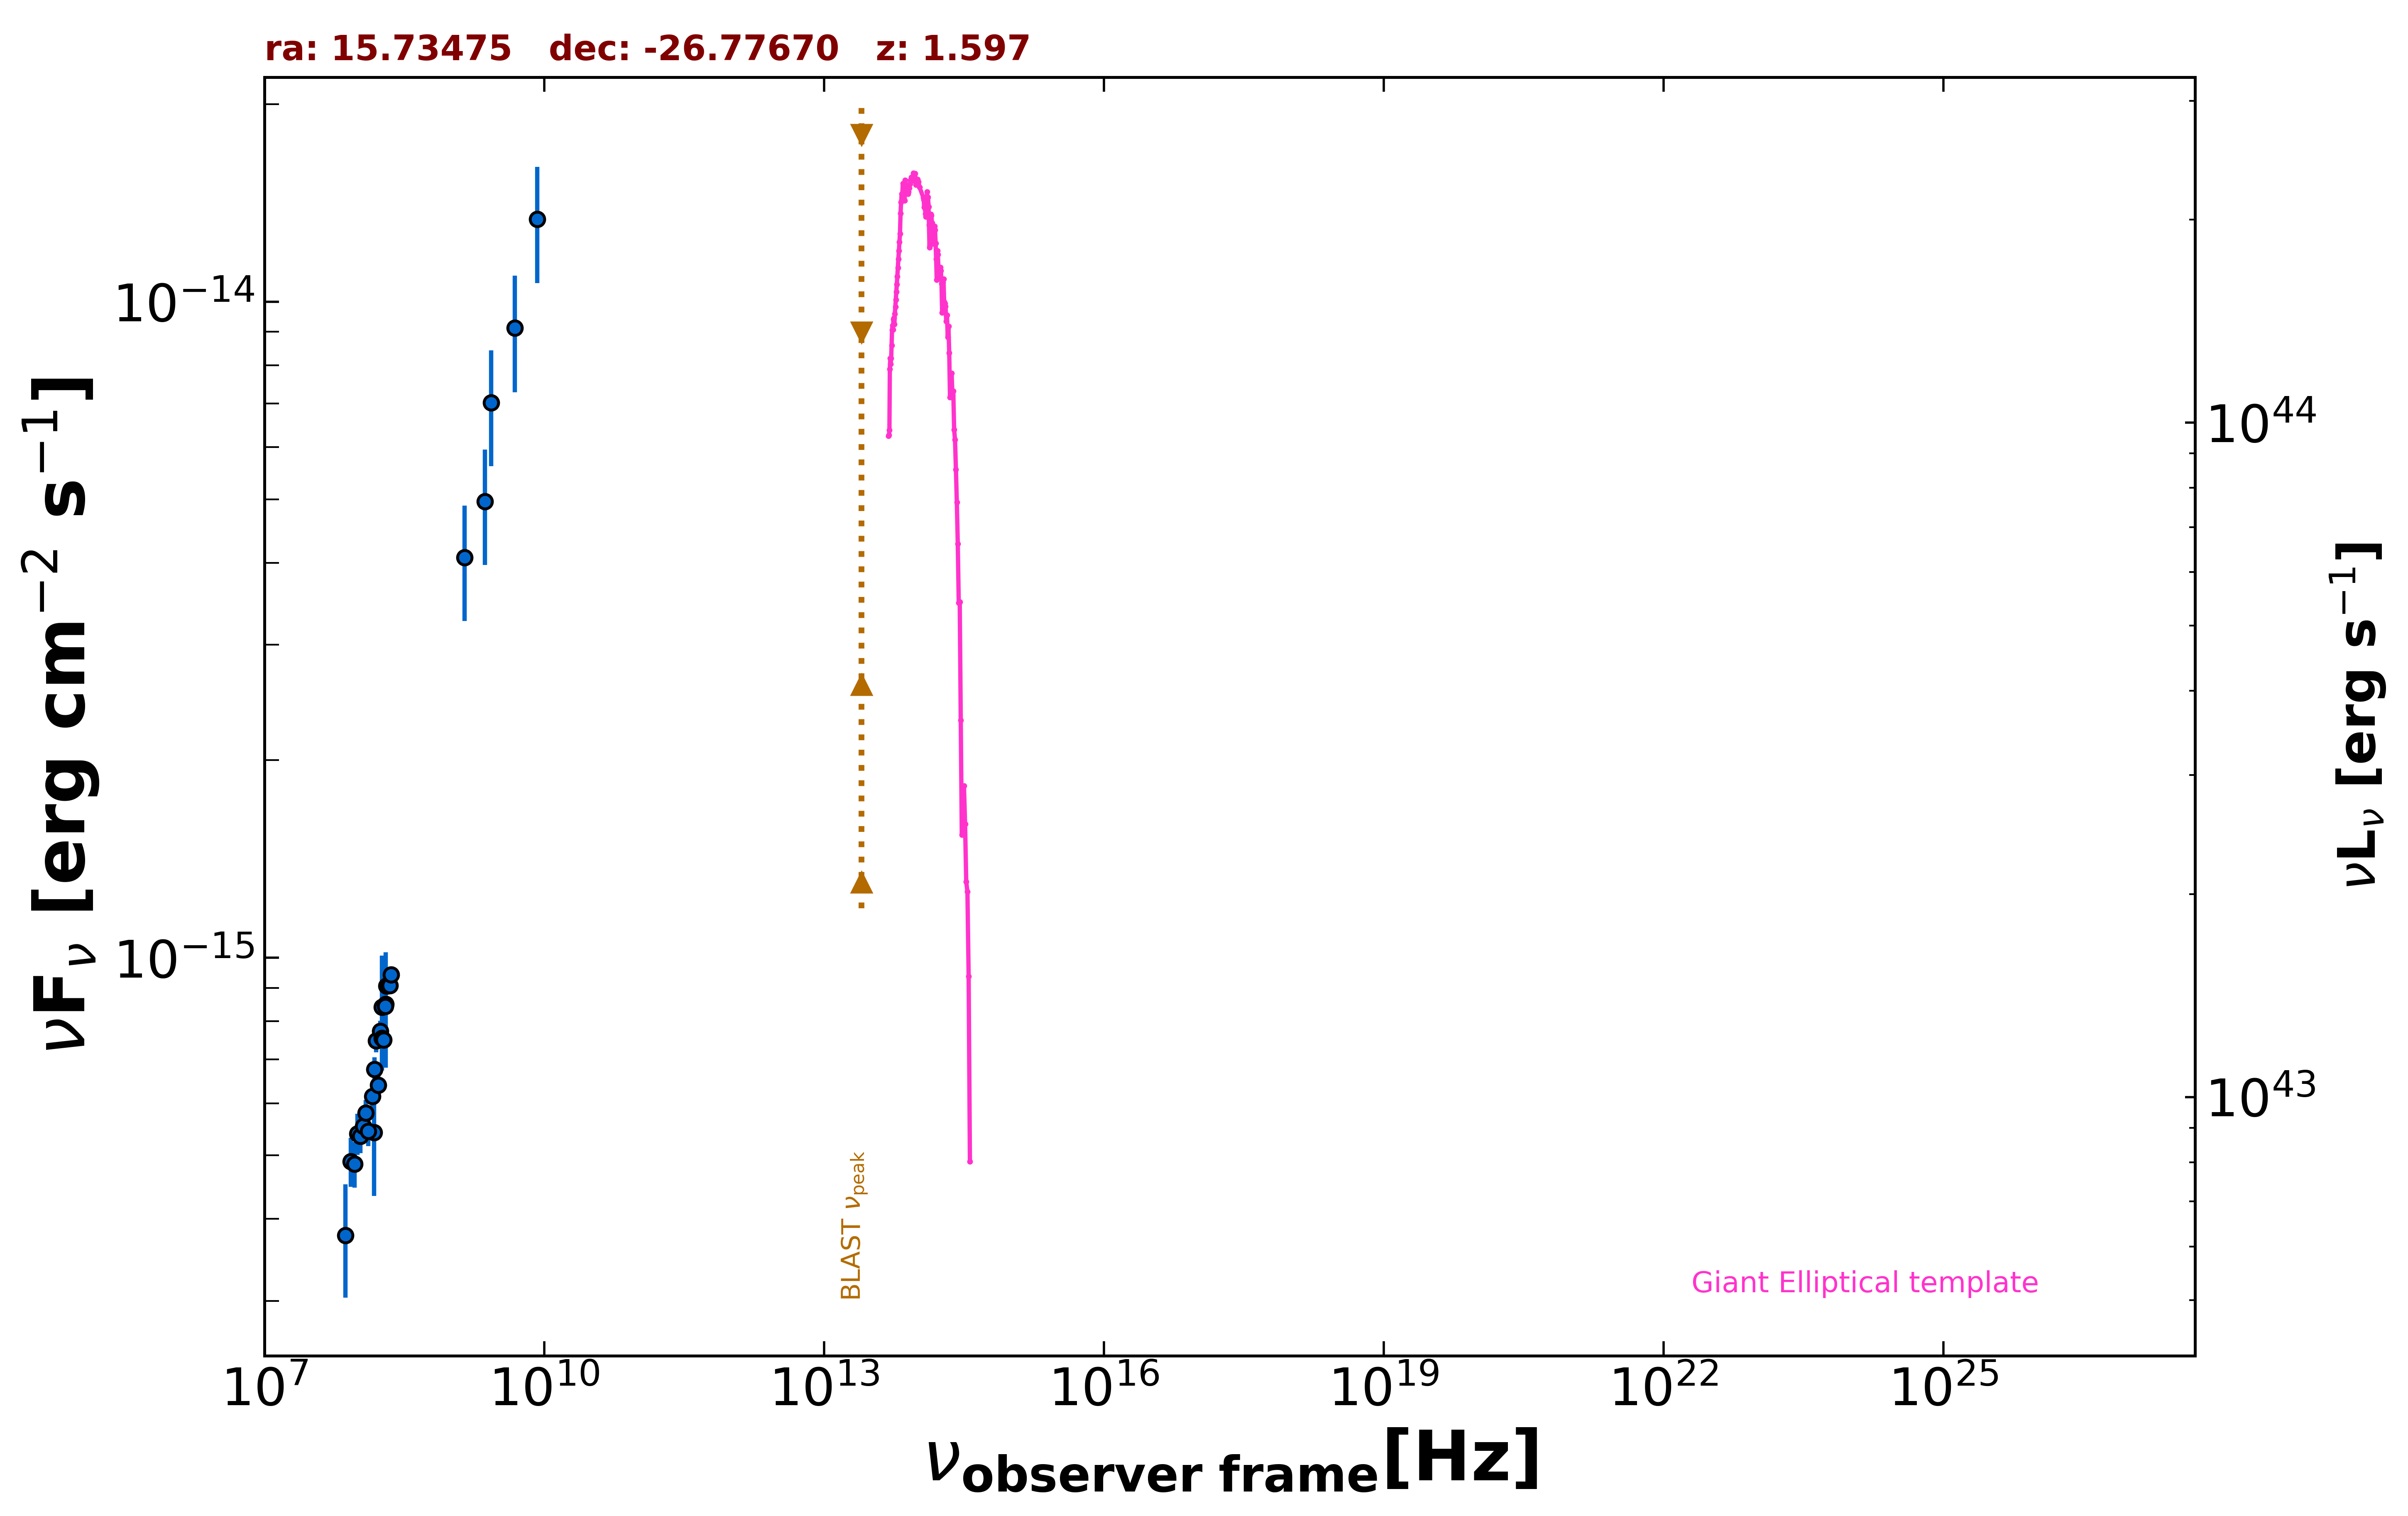 ra: 15.73475 dec: -26.77670 z: 1.597
νF_ν [erg cm⁻² s⁻¹]
10⁻¹⁴
10⁻¹⁵
10⁴⁴
10⁴³
νL_ν [erg s⁻¹]
BLAST ν_peak
Giant Elliptical template
10⁷ 10¹⁰ 10¹³ 10¹⁶ 10¹⁹ 10²² 10²⁵
ν_observer frame [Hz]